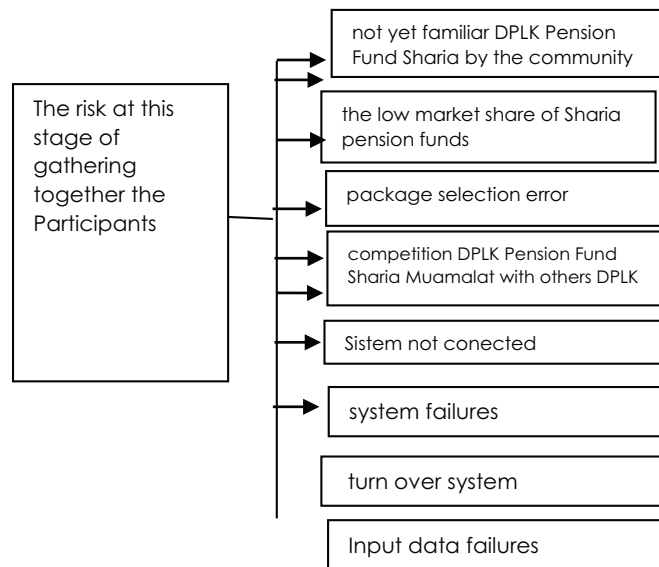 The risk at this
stage of
gathering
together the
Participants
not yet familiar DPLK Pension
Fund Sharia by the community
the low market share of Sharia
pension funds
package selection error
competition DPLK Pension Fund
Sharia Muamalat with others DPLK
Sistem not conected
system failures
turn over system
Input data failures